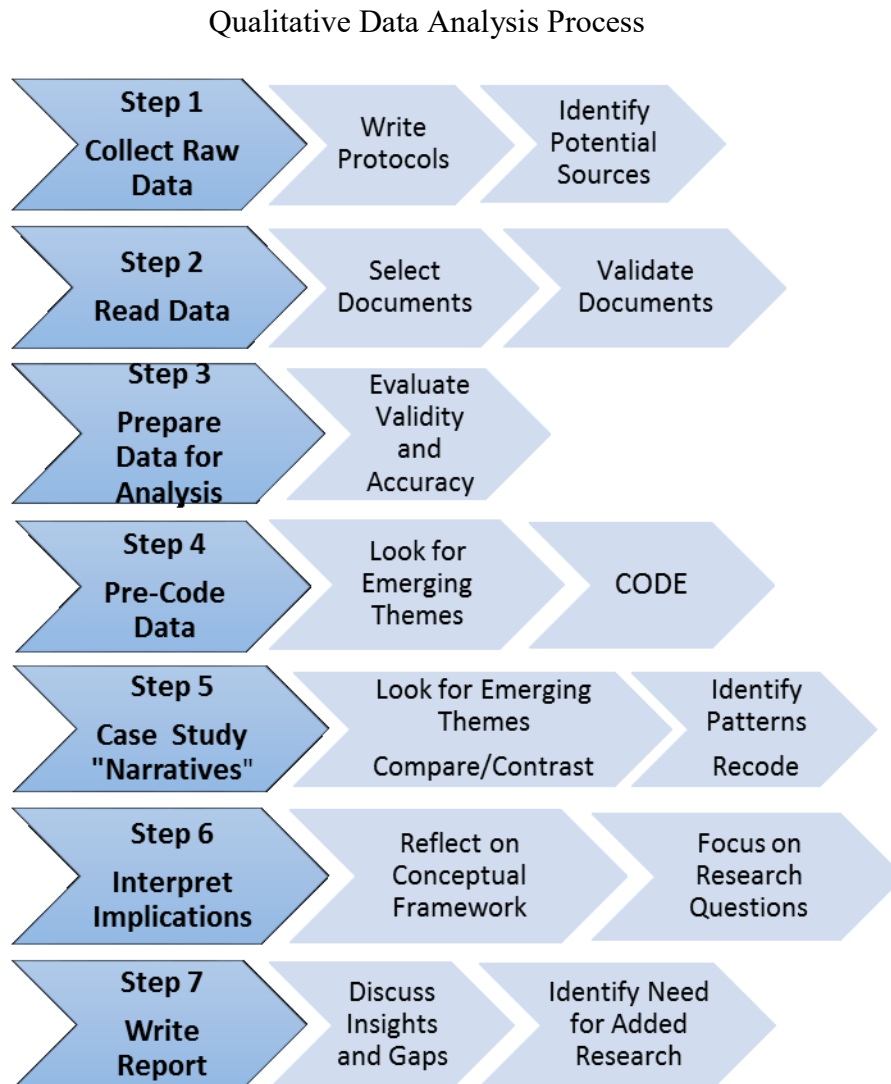 Qualitative Data Analysis Process
Step 1
Collect Raw
Data
Write
Protocols
Identify
Potential
Sources
Step 2
Read Data
Select
Documents
Validate
Documents
Step 3
Prepare
Data for
Analysis
Evaluate
Validity
and
Accuracy
Step 4
Pre-Code
Data
Look for
Emerging
Themes
CODE
Step 5
Case Study
"Narratives"
Look for Emerging
Themes
Compare/Contrast
Identify
Patterns
Recode
Step 6
Interpret
Implications
Reflect on
Conceptual
Framework
Focus on
Research
Questions
Step 7
Write
Report
Discuss
Insights
and Gaps
Identify Need
for Added
Research